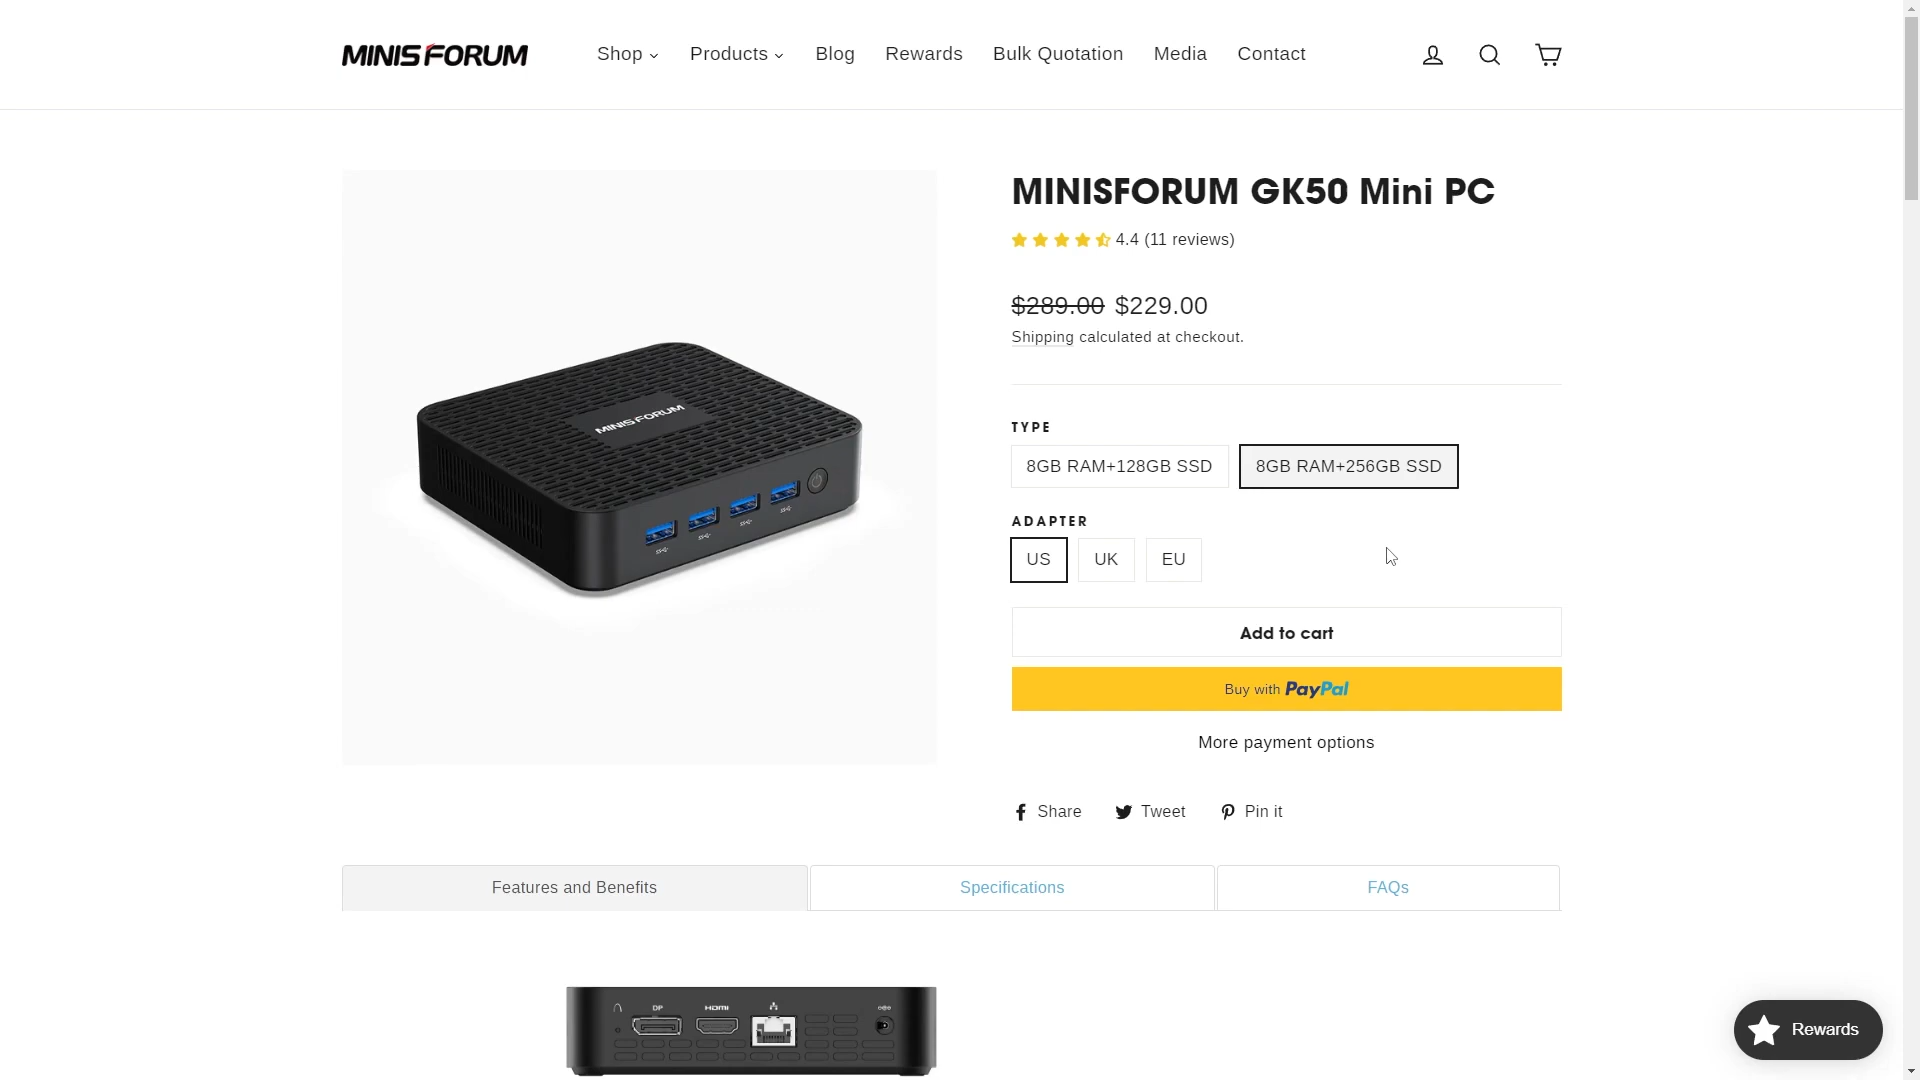 MINISFORUM
Shop
Products
Blog
Rewards
Bulk Quotation
Media
Contact
MINISFORUM
MINISFORUM GK50 Mini PC
4.4 (11 reviews)
$289.00 $229.00
Shipping calculated at checkout.
TYPE
8GB RAM+128GB SSD
8GB RAM+256GB SSD
ADAPTER
US
UK
EU
Add to cart
Buy with PayPal
More payment options
Share
Tweet
Pin it
Features and Benefits
Specifications
FAQs
DP
HDMI
Rewards